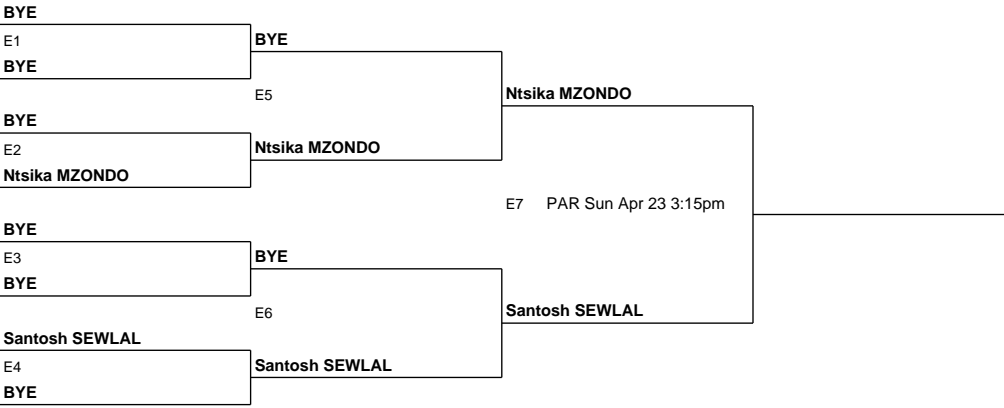 BYE
E1
BYE
BYE
E5
Ntsika MZONDO
BYE
E2
Ntsika MZONDO
Ntsika MZONDO
E7 PAR Sun Apr 23 3:15pm
BYE
E3
BYE
BYE
E6
Santosh SEWLAL
Santosh SEWLAL
E4
Santosh SEWLAL
BYE